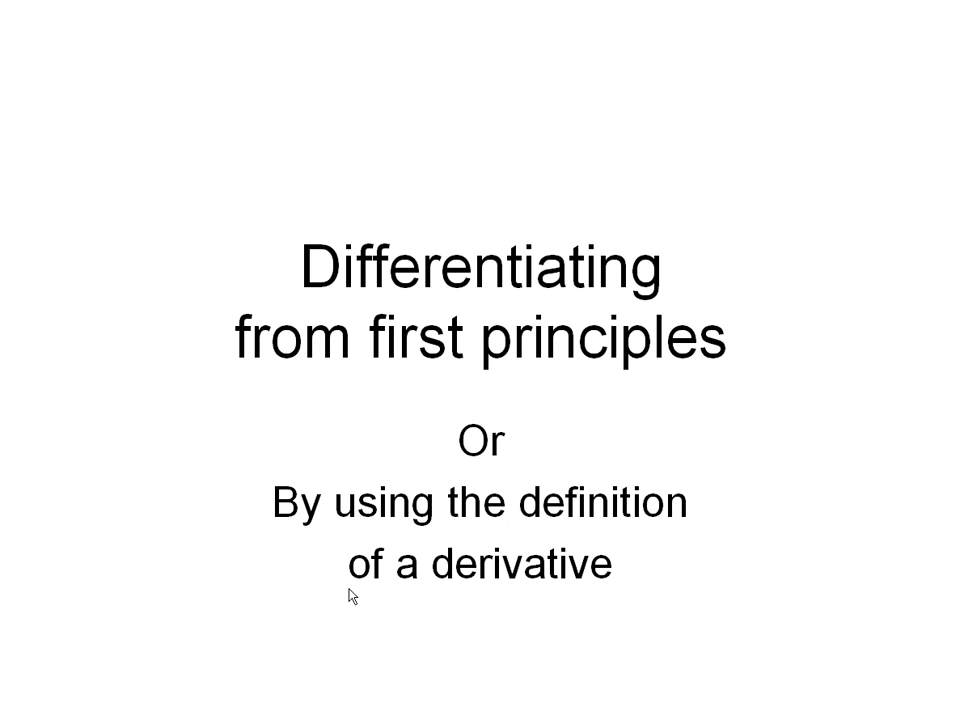 Differentiating
from first principles
Or
By using the definition
of a derivative